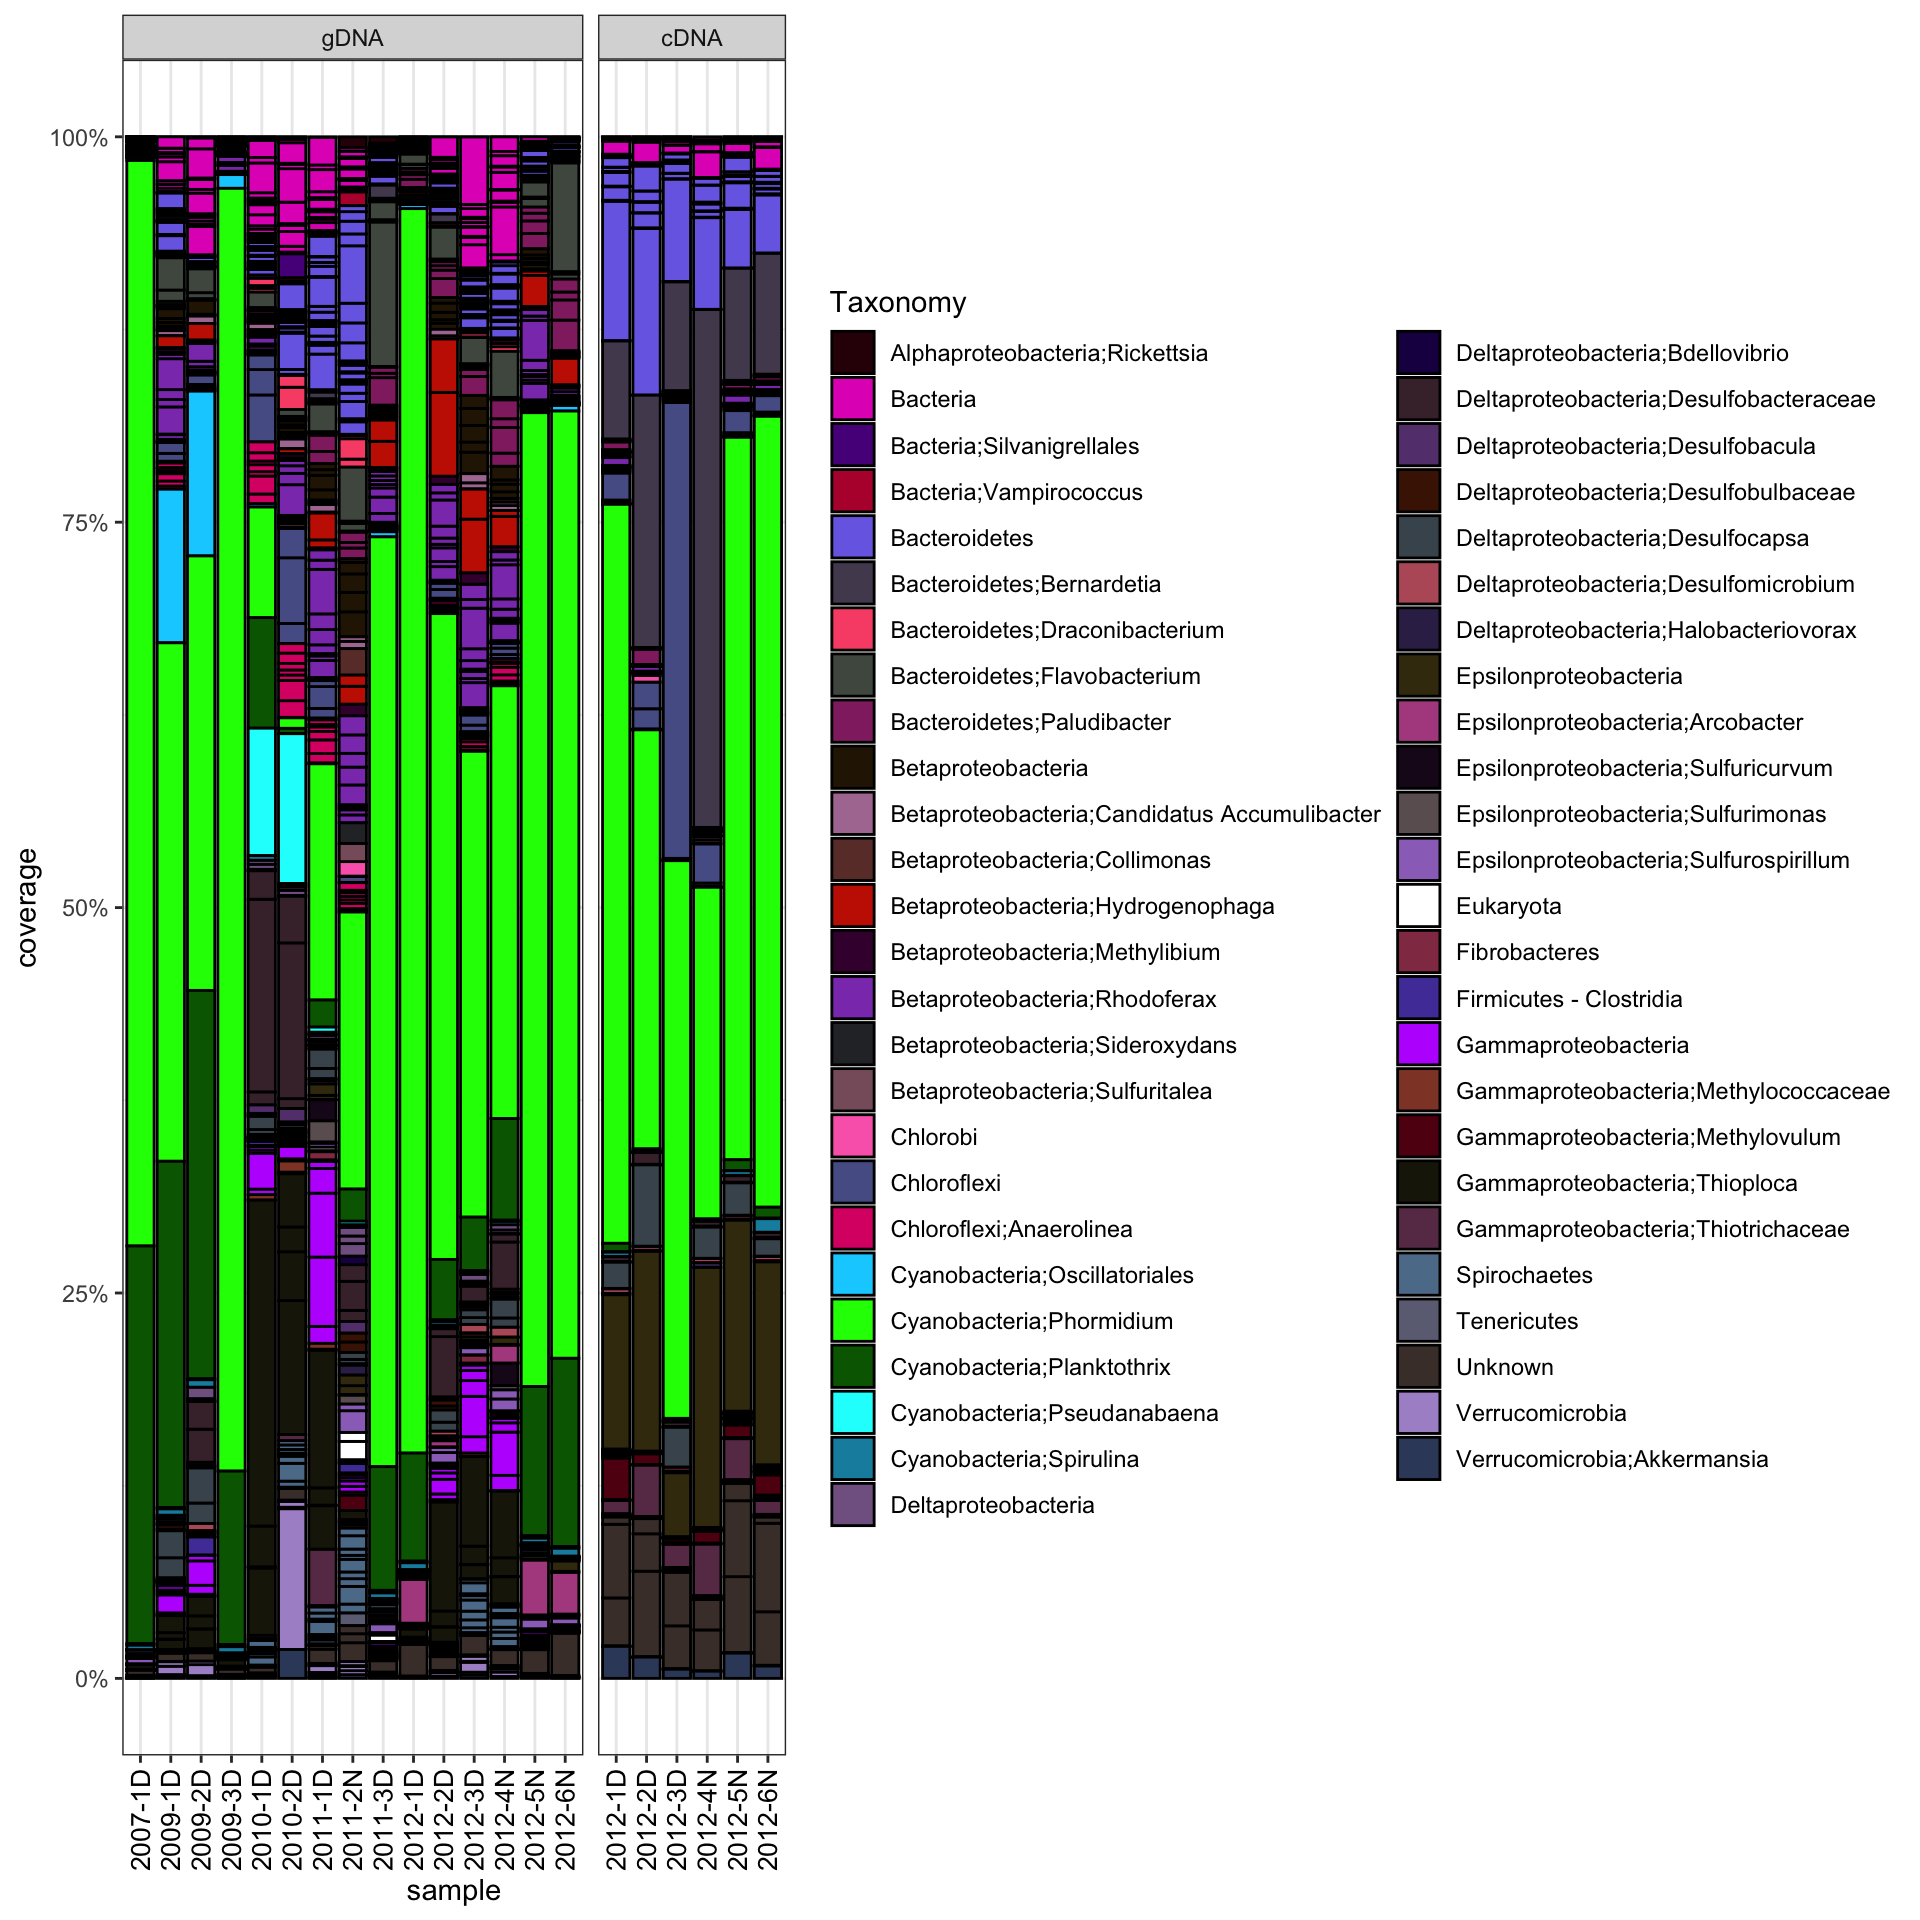 gDNA
cDNA
100%
75%
50%
25%
0%
coverage
2007-1D
2009-1D
2009-2D
2009-3D
2010-1D
2010-2D
2011-1D
2011-2N
2011-3D
2012-1D
2012-2D
2012-3D
2012-4N
2012-5N
2012-6N
2012-1D
2012-2D
2012-3D
2012-4N
2012-5N
2012-6N
sample
Taxonomy
Alphaproteobacteria;Rickettsia
Bacteria
Bacteria;Silvanigrellales
Bacteria;Vampirococcus
Bacteroidetes
Bacteroidetes;Bernardetia
Bacteroidetes;Draconibacterium
Bacteroidetes;Flavobacterium
Bacteroidetes;Paludibacter
Betaproteobacteria
Betaproteobacteria;Candidatus Accumulibacter
Betaproteobacteria;Collimonas
Betaproteobacteria;Hydrogenophaga
Betaproteobacteria;Methylibium
Betaproteobacteria;Rhodoferax
Betaproteobacteria;Sideroxydans
Betaproteobacteria;Sulfuritalea
Chlorobi
Chloroflexi
Chloroflexi;Anaerolinea
Cyanobacteria;Oscillatoriales
Cyanobacteria;Phormidium
Cyanobacteria;Planktothrix
Cyanobacteria;Pseudanabaena
Cyanobacteria;Spirulina
Deltaproteobacteria
Deltaproteobacteria;Bdellovibrio
Deltaproteobacteria;Desulfobacteraceae
Deltaproteobacteria;Desulfobacula
Deltaproteobacteria;Desulfobulbaceae
Deltaproteobacteria;Desulfocapsa
Deltaproteobacteria;Desulfomicrobium
Deltaproteobacteria;Halobacteriovorax
Epsilonproteobacteria
Epsilonproteobacteria;Arcobacter
Epsilonproteobacteria;Sulfuricurvum
Epsilonproteobacteria;Sulfurimonas
Epsilonproteobacteria;Sulfurospirillum
Eukaryota
Fibrobacteres
Firmicutes - Clostridia
Gammaproteobacteria
Gammaproteobacteria;Methylococcaceae
Gammaproteobacteria;Methylovulum
Gammaproteobacteria;Thioploca
Gammaproteobacteria;Thiotrichaceae
Spirochaetes
Tenericutes
Unknown
Verrucomicrobia
Verrucomicrobia;Akkermansia